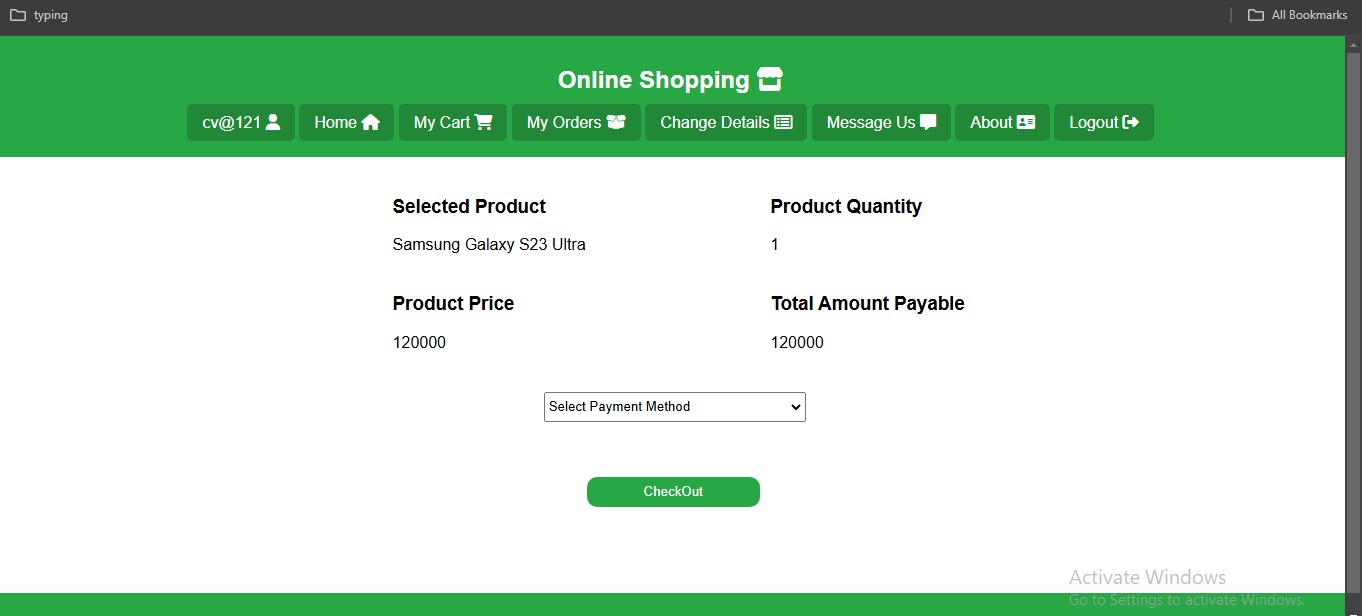 typing All Bookmarks
Online Shopping
cv@121 Home My Cart My Orders Change Details Message Us About Logout
Selected Product Product Quantity
Samsung Galaxy S23 Ultra 1
Product Price Total Amount Payable
120000 120000
Select Payment Method
CheckOut
Activate Windows
Go to Settings to activate Windows.